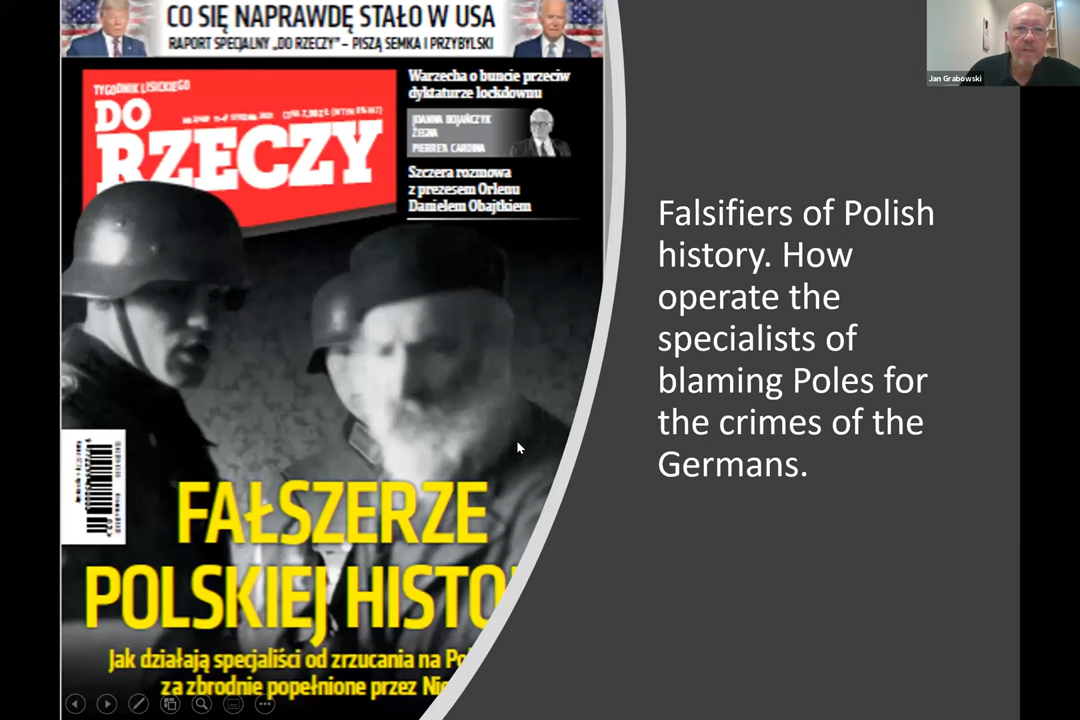 CO SIĘ NAPRAWDĘ STAŁO W USA
RAPORT SPECJALNY „DO RZECZY” – PISZĄ SEMKA I PRZYBYLSKI
TYGODNIK LISICKIEGO
DO
RZECZY
Warzecha o buncie przeciw
dyktaturze lockdownu
JOANNA BOJAŃCZYK
ŻEGNA
PIERRE'A CARDINA
Szczera rozmowa
z prezesem Orlenu
Danielem Obajtkiem
FAŁSZERZE
POLSKIEJ HISTO
Jak działają specjaliści od zrzucania na Po
za zbrodnie popełnione przez Nie
Falsifiers of Polish
history. How
operate the
specialists of
blaming Poles for
the crimes of the
Germans.
Jan Grabowski